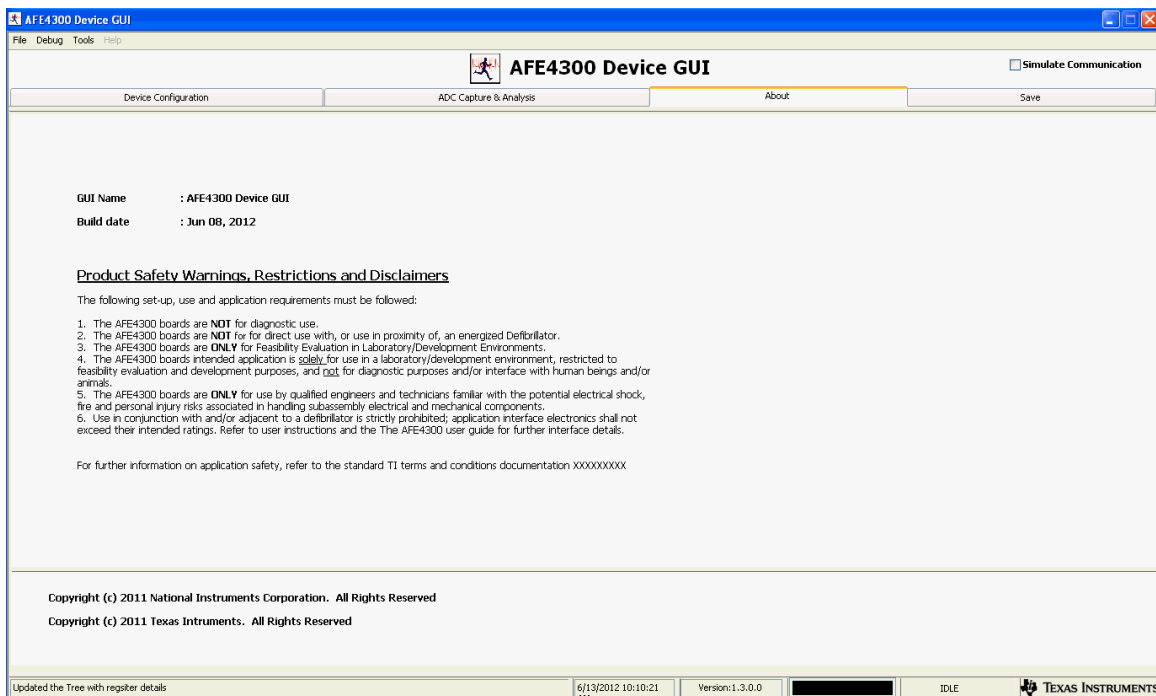 AFE4300 Device GUI
File Debug Tools Help
AFE4300 Device GUI
Simulate Communication
Device Configuration
ADC Capture & Analysis
About
Save
GUI Name : AFE4300 Device GUI
Build date : Jun 08, 2012
Product Safety Warnings, Restrictions and Disclaimers
The following set-up, use and application requirements must be followed:
1. The AFE4300 boards are NOT for diagnostic use.
2. The AFE4300 boards are NOT for for direct use with, or use in proximity of, an energized Defibrillator.
3. The AFE4300 boards are ONLY for Feasibility Evaluation in Laboratory/Development Environments.
4. The AFE4300 boards intended application is solely for use in a laboratory/development environment, restricted to
feasibility evaluation and development purposes, and not for diagnostic purposes and/or interface with human beings and/or
animals.
5. The AFE4300 boards are ONLY for use by qualified engineers and technicians familiar with the potential electrical shock,
fire and personal injury risks associated in handling subassembly electrical and mechanical components.
6. Use in conjunction with and/or adjacent to a defibrillator is strictly prohibited; application interface electronics shall not
exceed their intended ratings. Refer to user instructions and the The AFE4300 user guide for further interface details.
For further information on application safety, refer to the standard TI terms and conditions documentation XXXXXXXXX
Copyright (c) 2011 National Instruments Corporation. All Rights Reserved
Copyright (c) 2011 Texas Intruments. All Rights Reserved
Updated the Tree with regsiter details
6/13/2012 10:10:21
Version:1.3.0.0
IDLE
TEXAS INSTRUMENTS